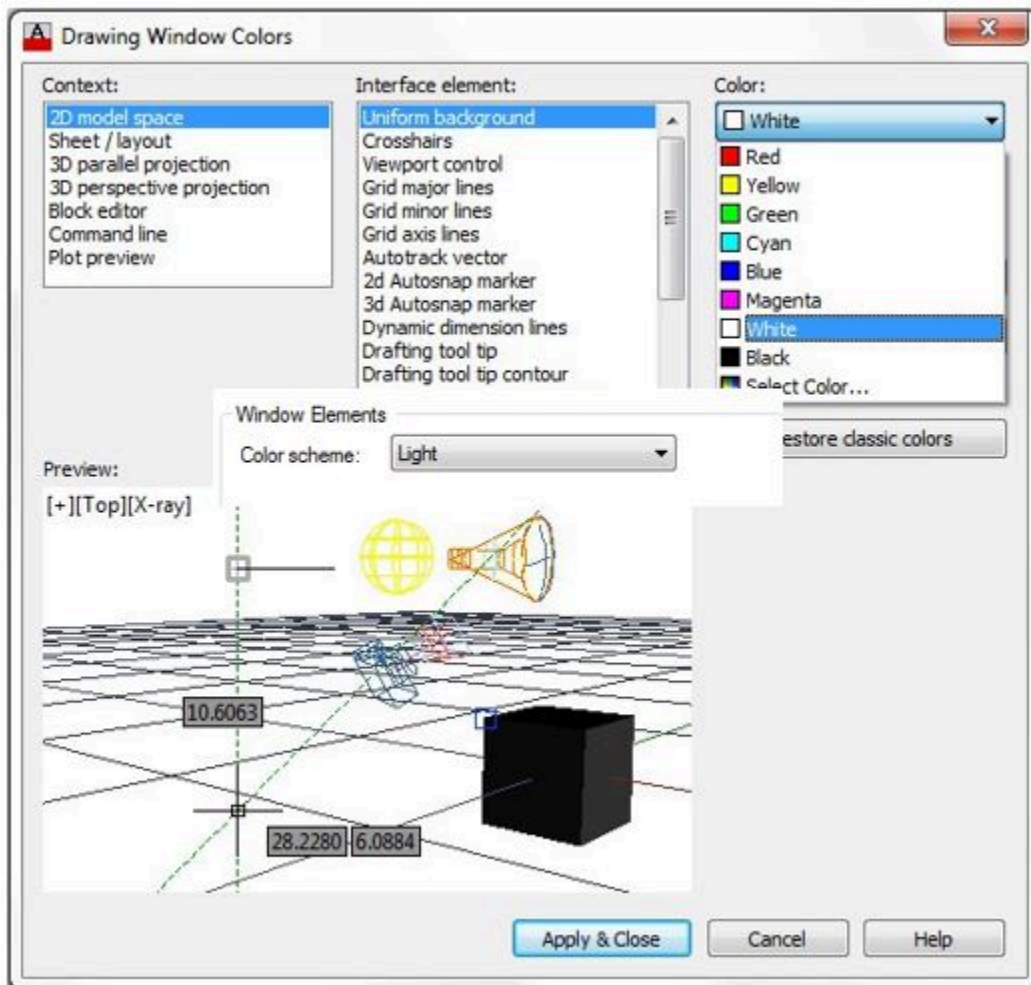 Drawing Window Colors
Context:
2D model space
Sheet / layout
3D parallel projection
3D perspective projection
Block editor
Command line
Plot preview
Interface element:
Uniform background
Crosshairs
Viewport control
Grid major lines
Grid minor lines
Grid axis lines
Autotrack vector
2d Autosnap marker
3d Autosnap marker
Dynamic dimension lines
Drafting tool tip
Drafting tool tip contour
Color:
White
Red
Yellow
Green
Cyan
Blue
Magenta
White
Black
Select Color...
estore classic colors
Window Elements
Color scheme: Light
Preview:
[+][Top][X-ray]
10.6063
28.2280 6.0884
Apply & Close Cancel Help